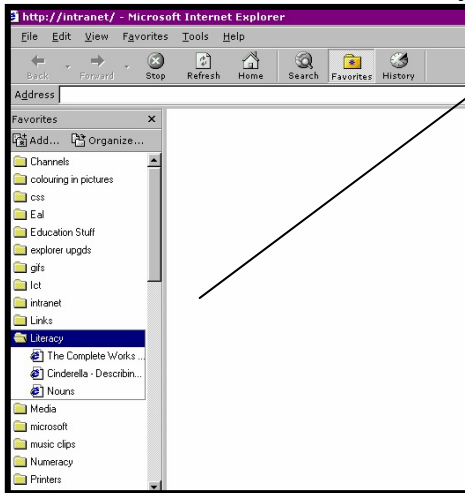 http://intranet/ - Microsoft Internet Explorer
File Edit View Favorites Tools Help
Back Forward Stop Refresh Home Search Favorites History
Address
Favorites x
Add... Organize...
Channels
colouring in pictures
css
Eal
Education Stuff
explorer upgds
gifs
Ict
intranet
Links
Literacy
The Complete Works ...
Cinderella - Describin...
Nouns
Media
microsoft
music clips
Numeracy
Printers